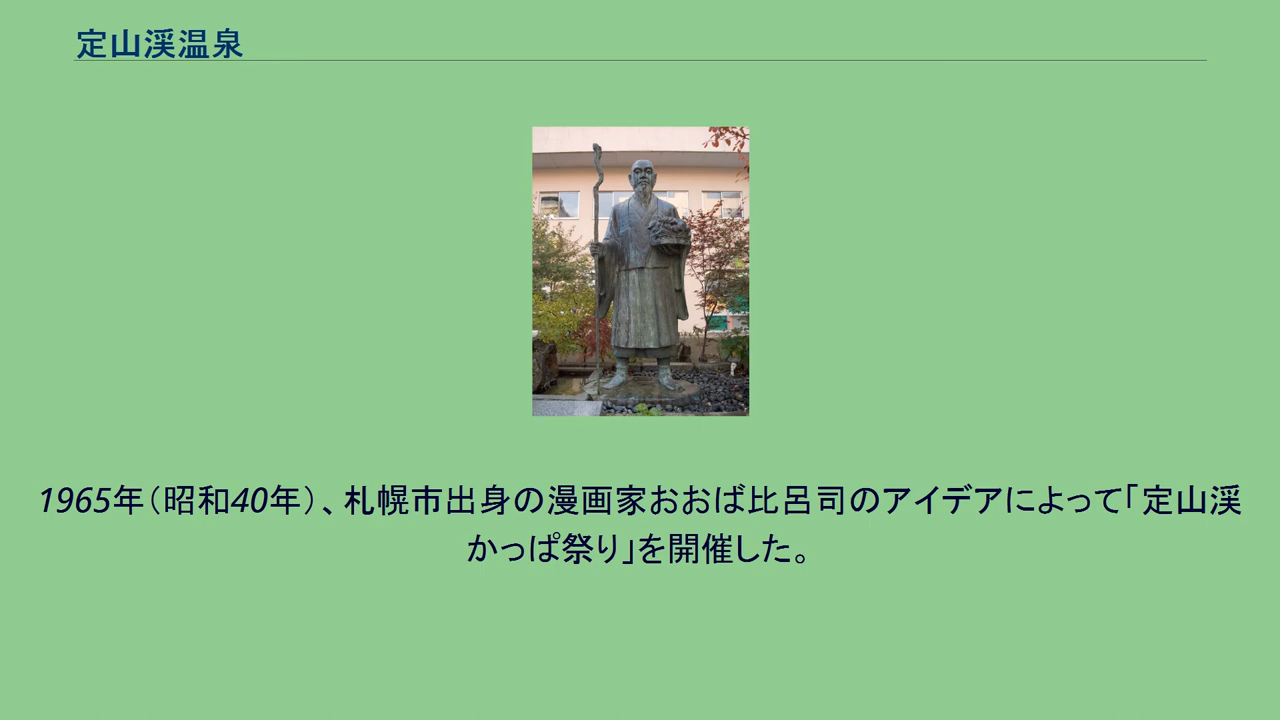 定山渓温泉
1965年（昭和40年）、札幌市出身の漫画家おおば比呂司のアイデアによって「定山渓
かっぱ祭り」を開催した。